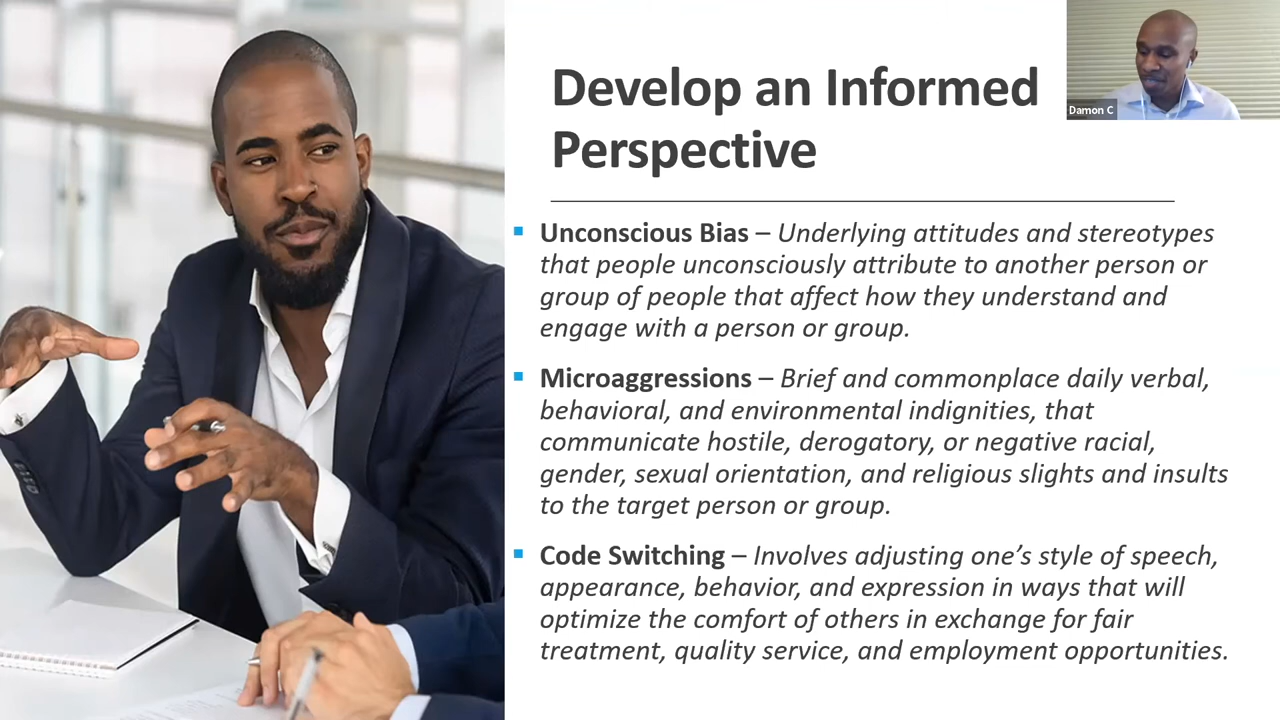 Develop an Informed
Perspective
Damon C
▪ Unconscious Bias – Underlying attitudes and stereotypes
that people unconsciously attribute to another person or
group of people that affect how they understand and
engage with a person or group.
▪ Microaggressions – Brief and commonplace daily verbal,
behavioral, and environmental indignities, that
communicate hostile, derogatory, or negative racial,
gender, sexual orientation, and religious slights and insults
to the target person or group.
▪ Code Switching – Involves adjusting one’s style of speech,
appearance, behavior, and expression in ways that will
optimize the comfort of others in exchange for fair
treatment, quality service, and employment opportunities.